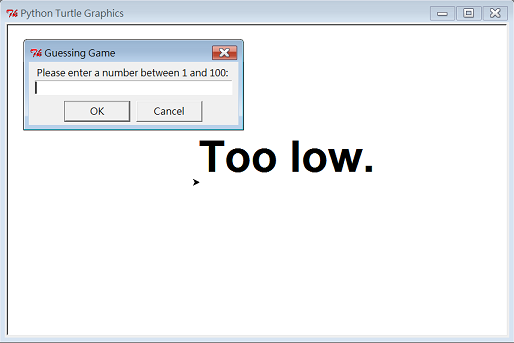 Python Turtle Graphics
Guessing Game
Please enter a number between 1 and 100:
OK Cancel
Too low.